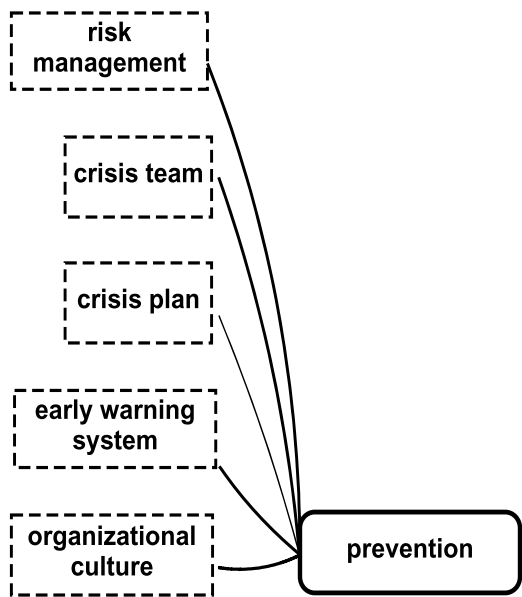 risk
management
crisis team
crisis plan
early warning
system
organizational
culture
prevention